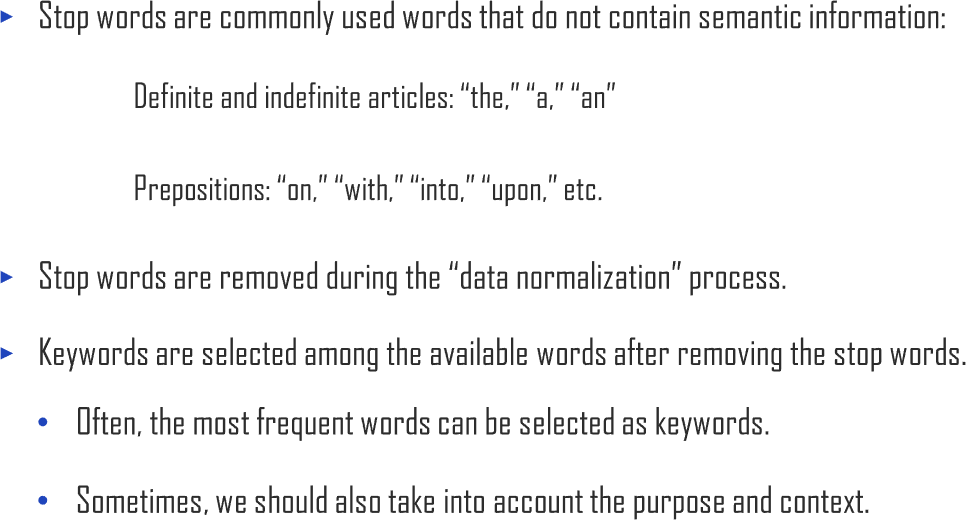 Stop words are commonly used words that do not contain semantic information:
Definite and indefinite articles: “the,” “a,” “an”
Prepositions: “on,” “with,” “into,” “upon,” etc.
Stop words are removed during the “data normalization” process.
Keywords are selected among the available words after removing the stop words.
Often, the most frequent words can be selected as keywords.
Sometimes, we should also take into account the purpose and context.